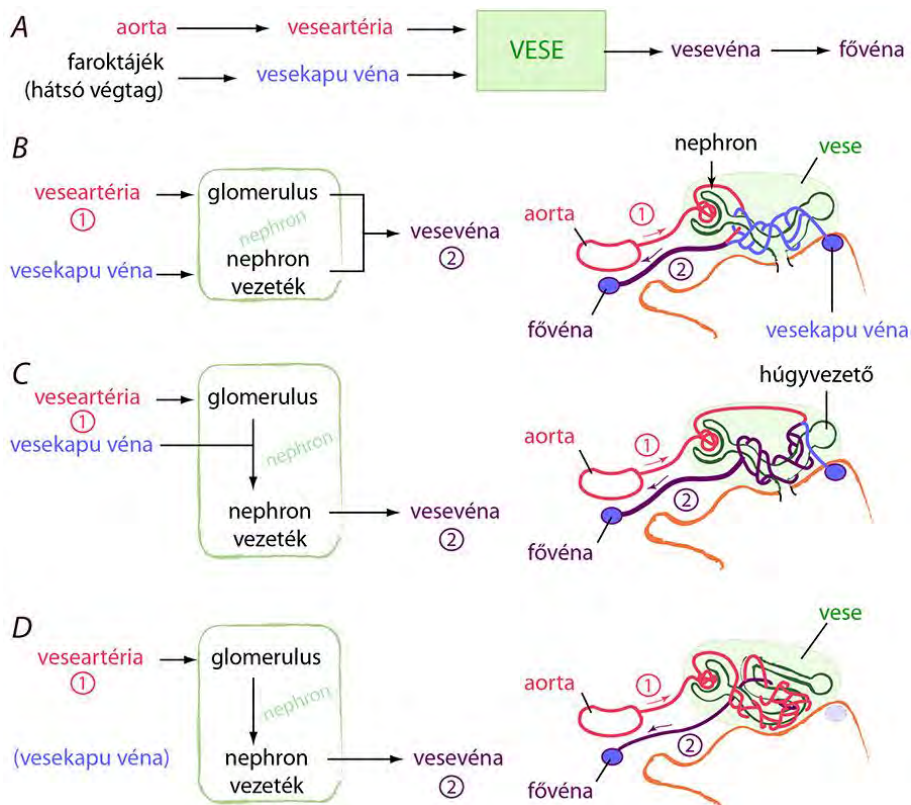 A
aorta
veseartéria
faroktájék
(hátsó végtag)
vesekapu véna
VESE
vesevéna
fővéna
B
veseartéria
1
vesekapu véna
glomerulus
nephron
nephron
vezeték
vesevéna
2
nephron
vese
aorta
1
2
fővéna
vesekapu véna
C
veseartéria
1
vesekapu véna
glomerulus
nephron
nephron
vezeték
vesevéna
2
húgyvezető
aorta
1
2
fővéna
D
veseartéria
1
(vesekapu véna)
glomerulus
nephron
nephron
vezeték
vesevéna
2
vese
aorta
1
2
fővéna